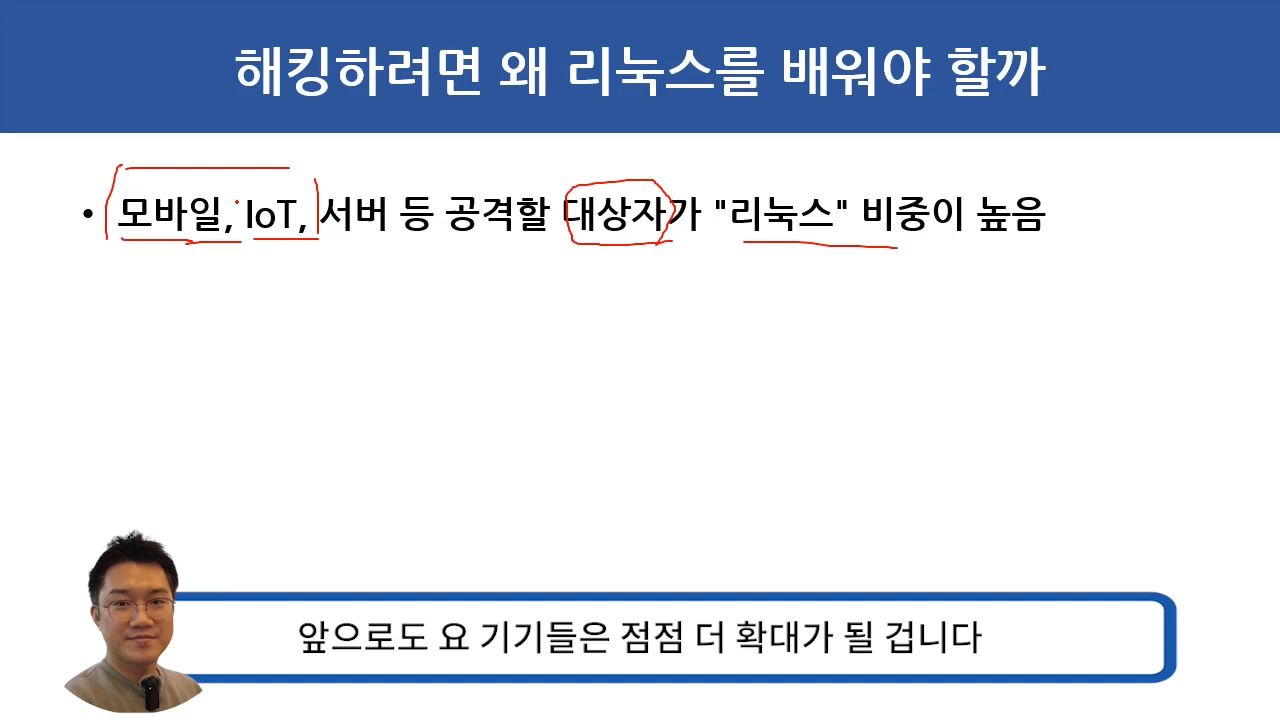 해킹하려면 왜 리눅스를 배워야 할까
• 모바일, IoT, 서버 등 공격할 대상자가 "리눅스" 비중이 높음
앞으로도 요 기기들은 점점 더 확대가 될 겁니다